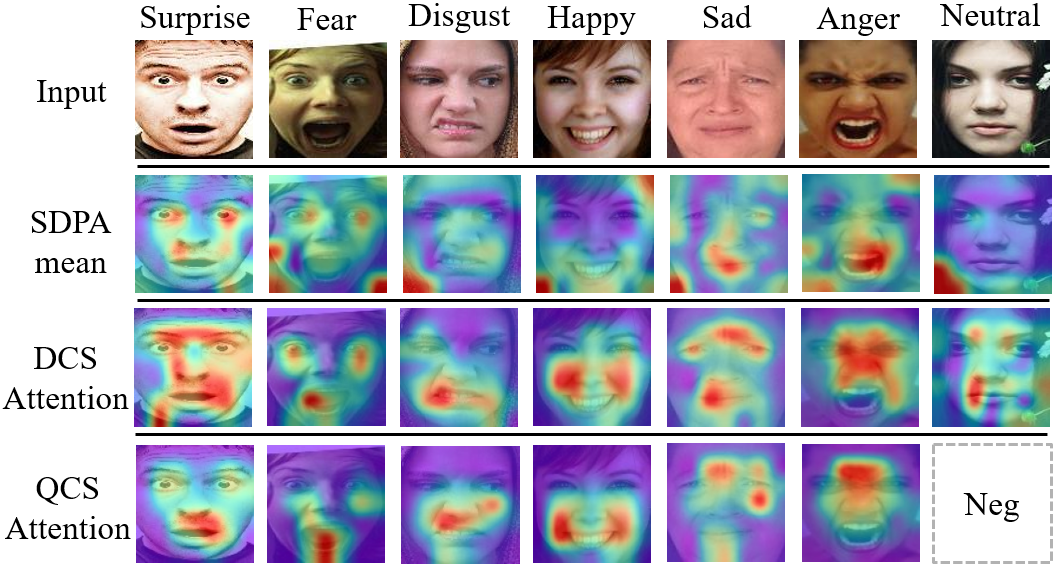 Surprise Fear Disgust Happy Sad Anger Neutral
Input
SDPA
mean
DCS
Attention
QCS
Attention
Neg